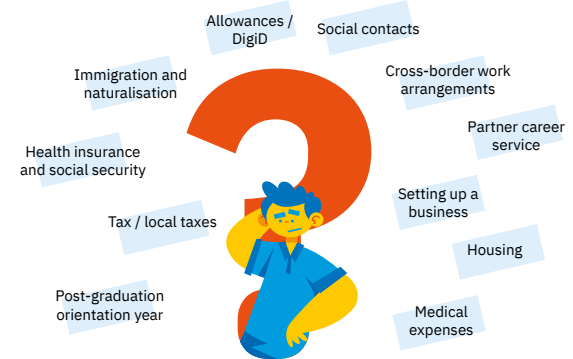 Allowances /
DigiD
Social contacts
Immigration and
naturalisation
Cross-border work
arrangements
Partner career
service
Health insurance
and social security
Setting up a
business
Tax / local taxes
Housing
Post-graduation
orientation year
Medical
expenses